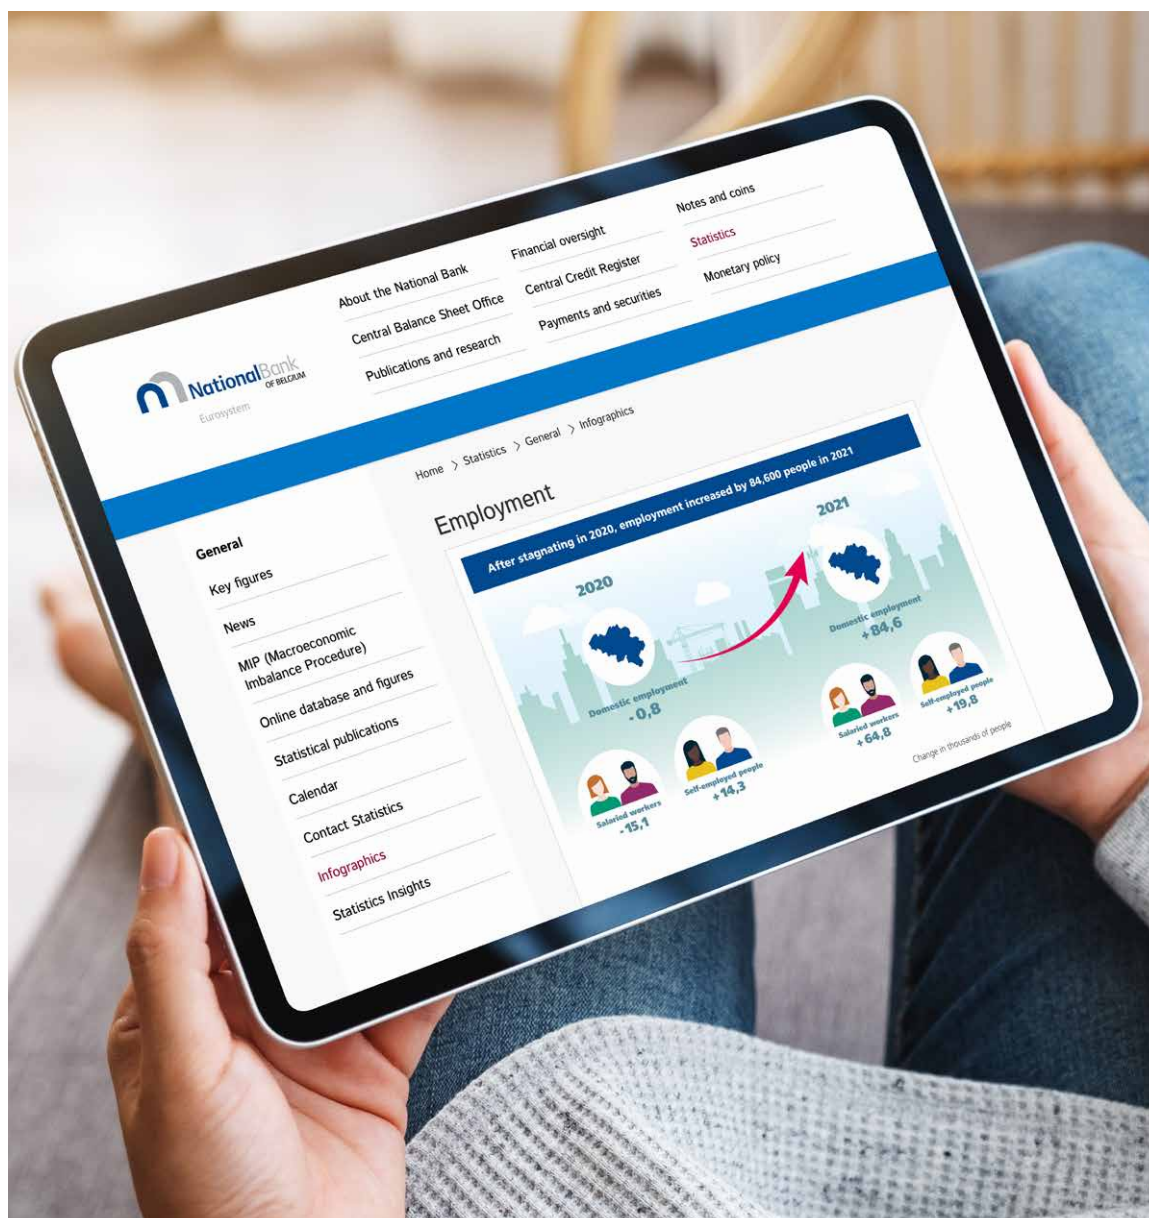 NationalBank
OF BELGIUM
Eurosystem
About the National Bank
Central Balance Sheet Office
Publications and research
Financial oversight
Central Credit Register
Payments and securities
Notes and coins
Statistics
Monetary policy
Home > Statistics > General > Infographics
General
Key figures
News
MIP (Macroeconomic
Imbalance Procedure)
Online database and figures
Statistical publications
Calendar
Contact Statistics
Infographics
Statistics Insights
Employment
After stagnating in 2020, employment increased by 84,600 people in 2021
2020
Domestic employment
- 0,8
Salaried workers
- 15,1
Self-employed people
+ 14,3
2021
Domestic employment
+ 84,6
Salaried workers
+ 64,8
Self-employed people
+ 19,8
Change in thousands of people